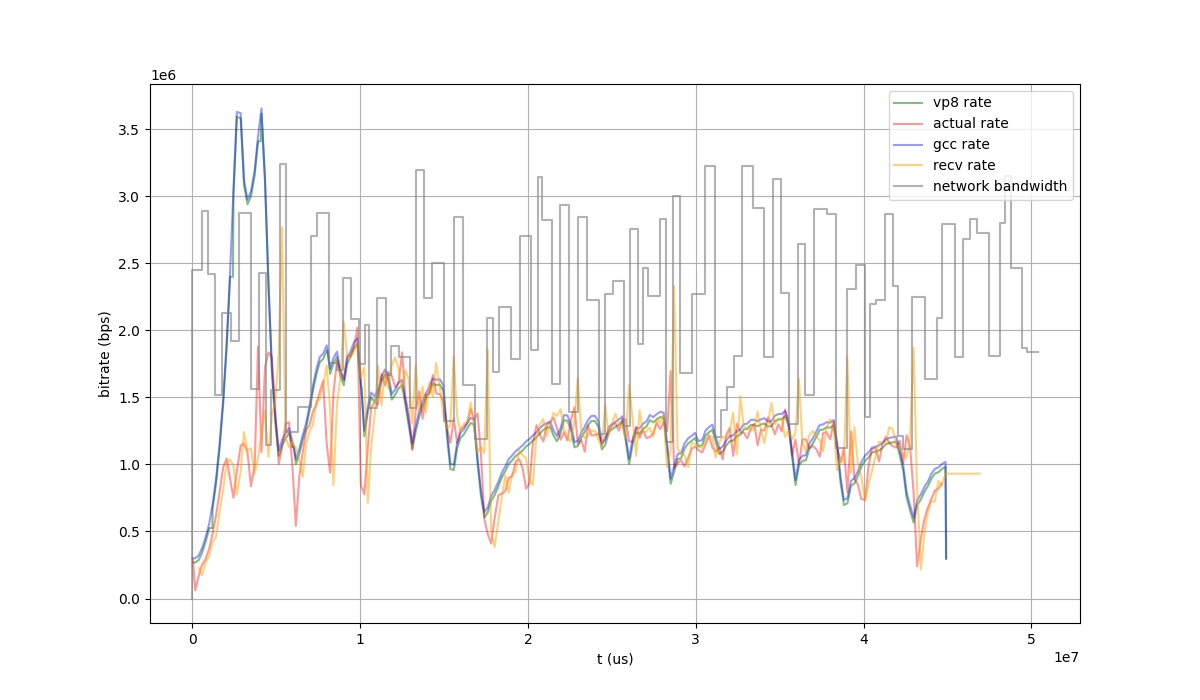 1e6
3.5
3.0
2.5
2.0
1.5
1.0
0.5
0.0
bitrate (bps)
vp8 rate
actual rate
gcc rate
recv rate
network bandwidth
0
1
2
3
4
5
t (us)
1e7